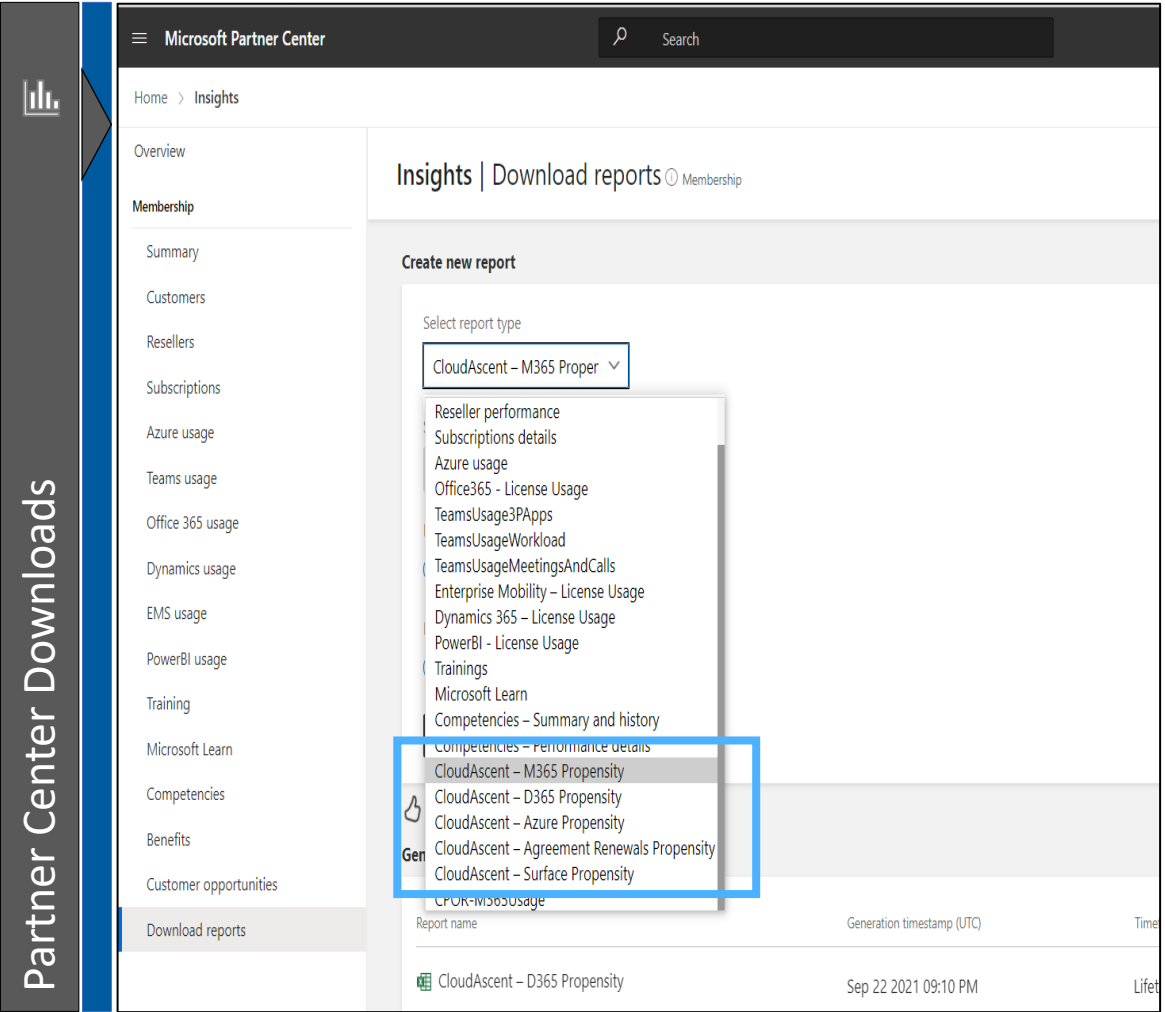 Partner Center Downloads
Microsoft Partner Center
Search
Home > Insights
Overview
Membership
Summary
Customers
Resellers
Subscriptions
Azure usage
Teams usage
Office 365 usage
Dynamics usage
EMS usage
PowerBI usage
Training
Microsoft Learn
Competencies
Benefits
Customer opportunities
Download reports
Insights | Download reports Membership
Create new report
Select report type
CloudAscent – M365 Proper
Reseller performance
Subscriptions details
Azure usage
Office365 - License Usage
TeamsUsage3PApps
TeamsUsageWorkload
TeamsUsageMeetingsAndCalls
Enterprise Mobility – License Usage
Dynamics 365 – License Usage
PowerBI - License Usage
Trainings
Microsoft Learn
Competencies – Summary and history
Competencies – Performance details
CloudAscent – M365 Propensity
CloudAscent – D365 Propensity
CloudAscent – Azure Propensity
CloudAscent – Agreement Renewals Propensity
CloudAscent – Surface Propensity
CPOR-M365Usage
Gen
Report name
Generation timestamp (UTC)
Time
CloudAscent – D365 Propensity
Sep 22 2021 09:10 PM
Lifet